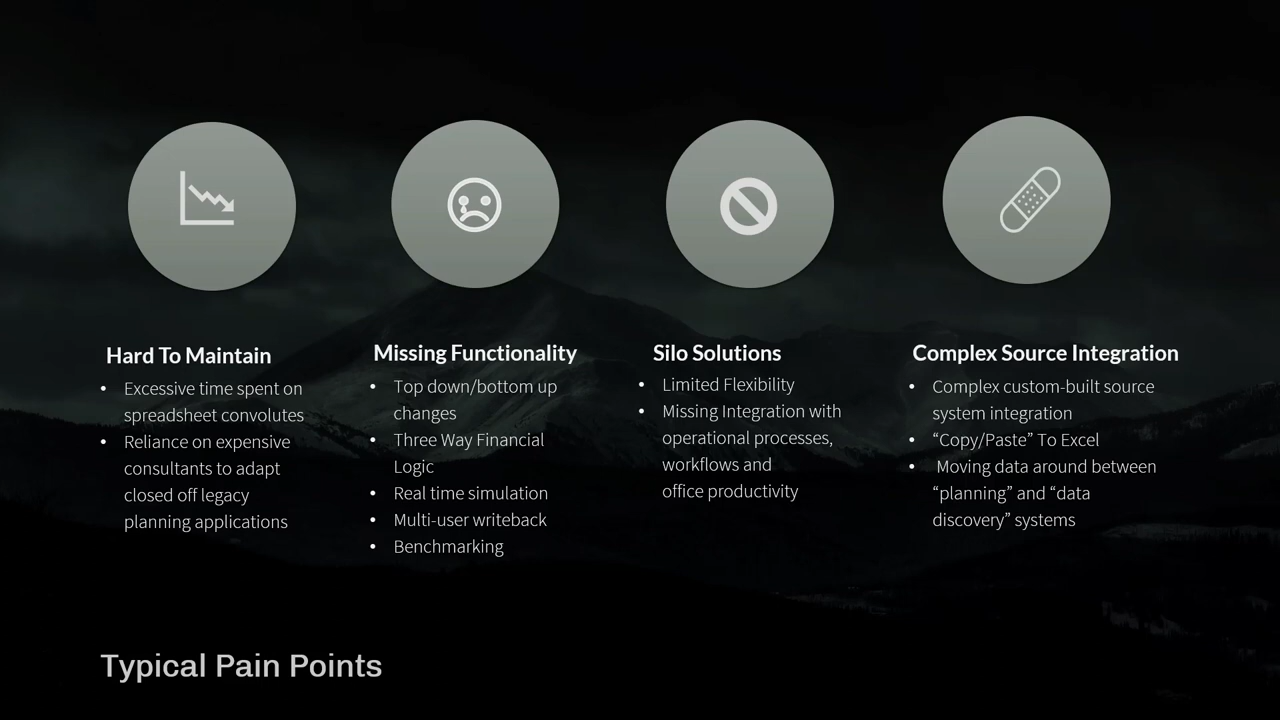 Hard To Maintain
• Excessive time spent on
spreadsheet convolutes
• Reliance on expensive
consultants to adapt
closed off legacy
planning applications
Missing Functionality
• Top down/bottom up
changes
• Three Way Financial
Logic
• Real time simulation
• Multi-user writeback
• Benchmarking
Silo Solutions
• Limited Flexibility
• Missing Integration with
operational processes,
workflows and
office productivity
Complex Source Integration
• Complex custom-built source
system integration
• “Copy/Paste” To Excel
• Moving data around between
“planning” and “data
discovery” systems
Typical Pain Points